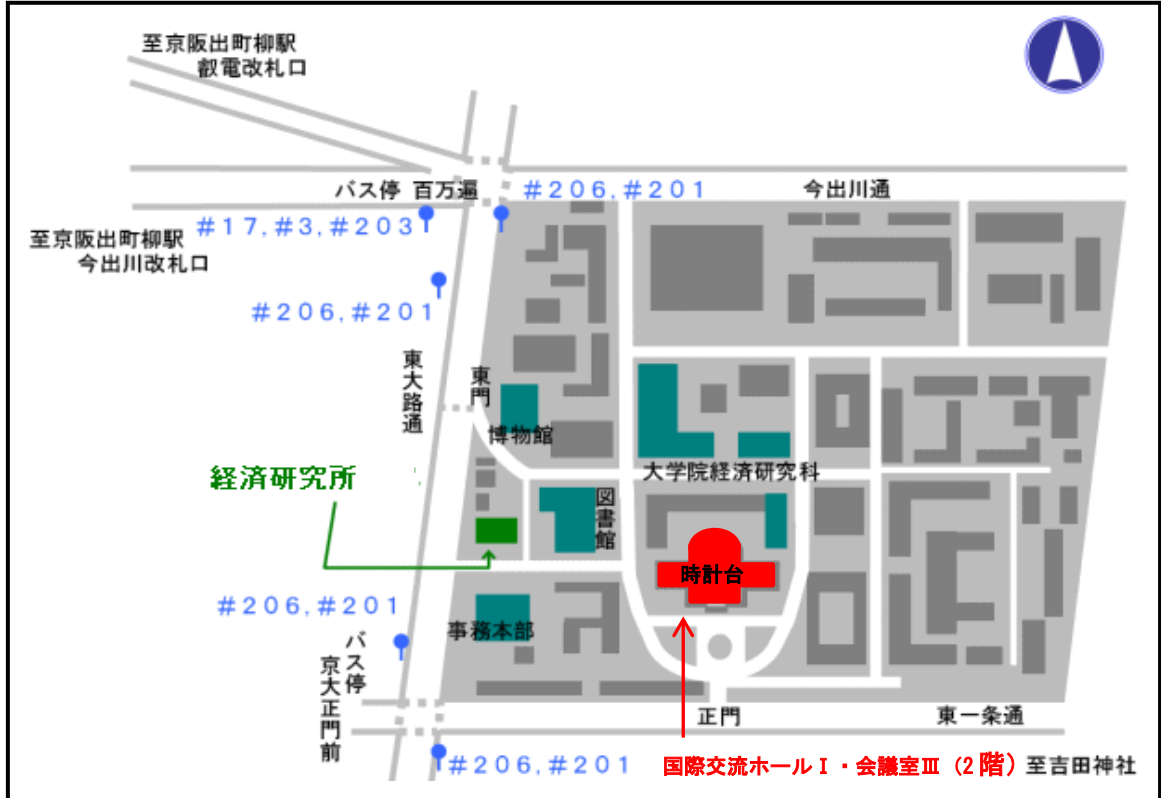 至京阪出町柳駅
叡電改札口
バス停 百万遍
#206,#201
今出川通
#17,#3,#203
至京阪出町柳駅
今出川改札口
#206,#201
東大路通
東門
博物館
経済研究所
大学院経済研究科
図書館
時計台
#206,#201
事務本部
バス停
京大正門前
正門
東一条通
#206,#201
国際交流ホールⅠ・会議室Ⅲ(2階)
至吉田神社